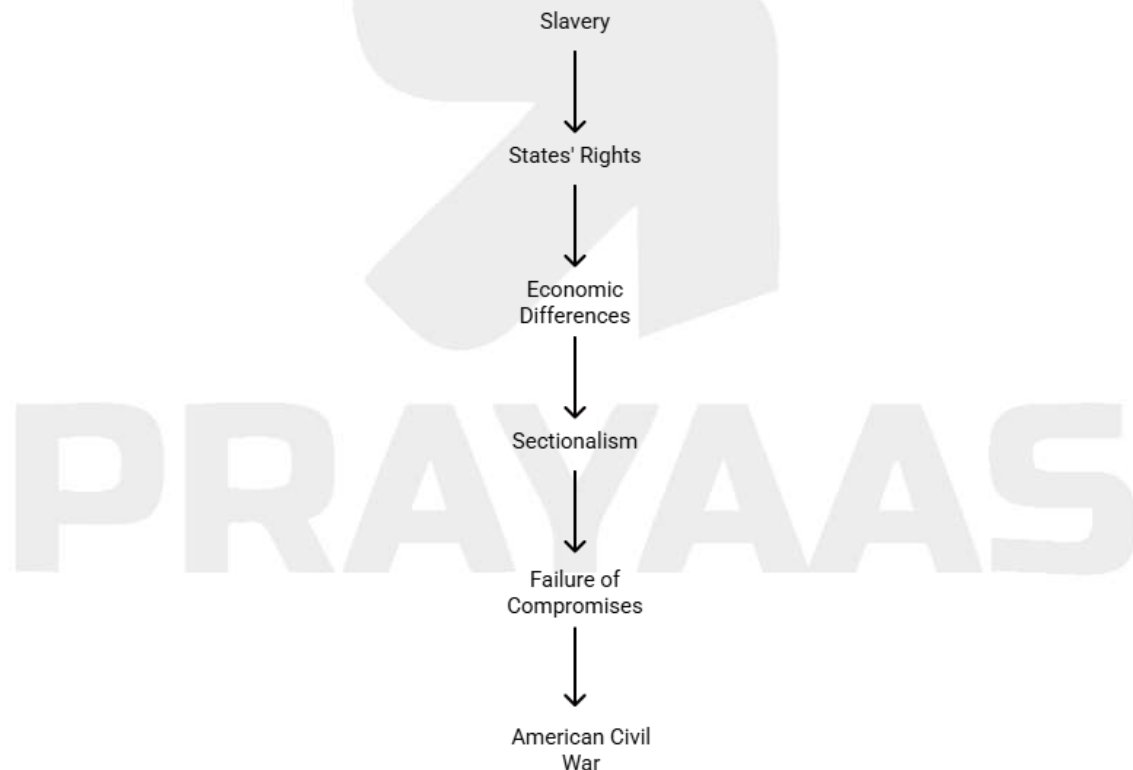 Slavery
States' Rights
Economic
Differences
Sectionalism
PRAYAAS
Failure of
Compromises
American Civil
War